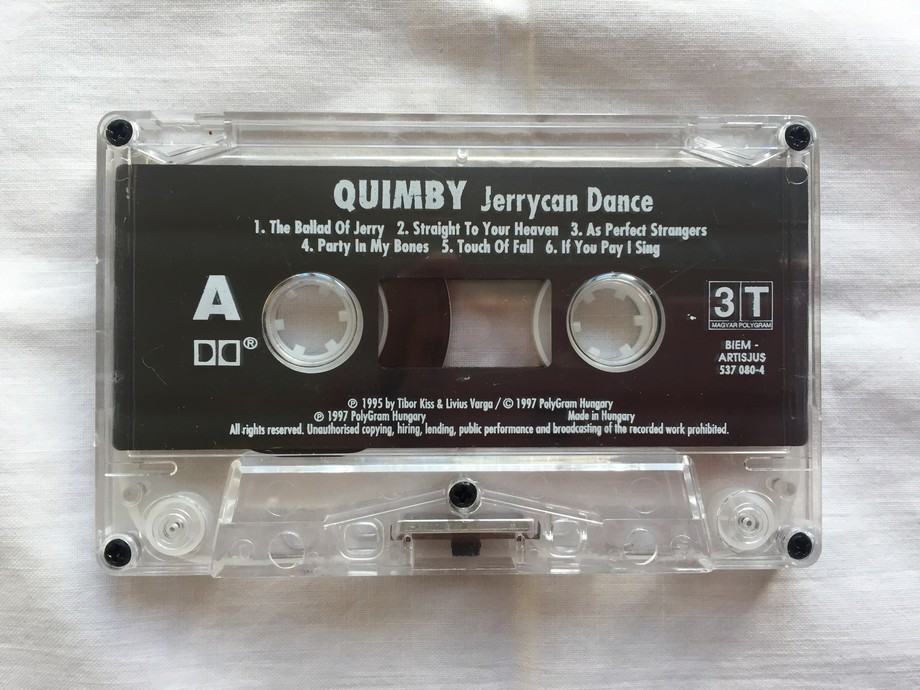 QUIMBY Jerrycan Dance
1. The Ballad Of Jerry 2. Straight To Your Heaven 3. As Perfect Strangers
4. Party In My Bones 5. Touch Of Fall 6. If You Pay I Sing
A
®
3T
MAGYAR POLYGRAM
BIEM -
ARTISJUS
537 080-4
℗ 1995 by Tibor Kiss & Livius Varga / © 1997 PolyGram Hungary
℗ 1997 PolyGram Hungary Made in Hungary
All rights reserved. Unauthorised copying, hiring, lending, public performance and broadcasting of the recorded work prohibited.